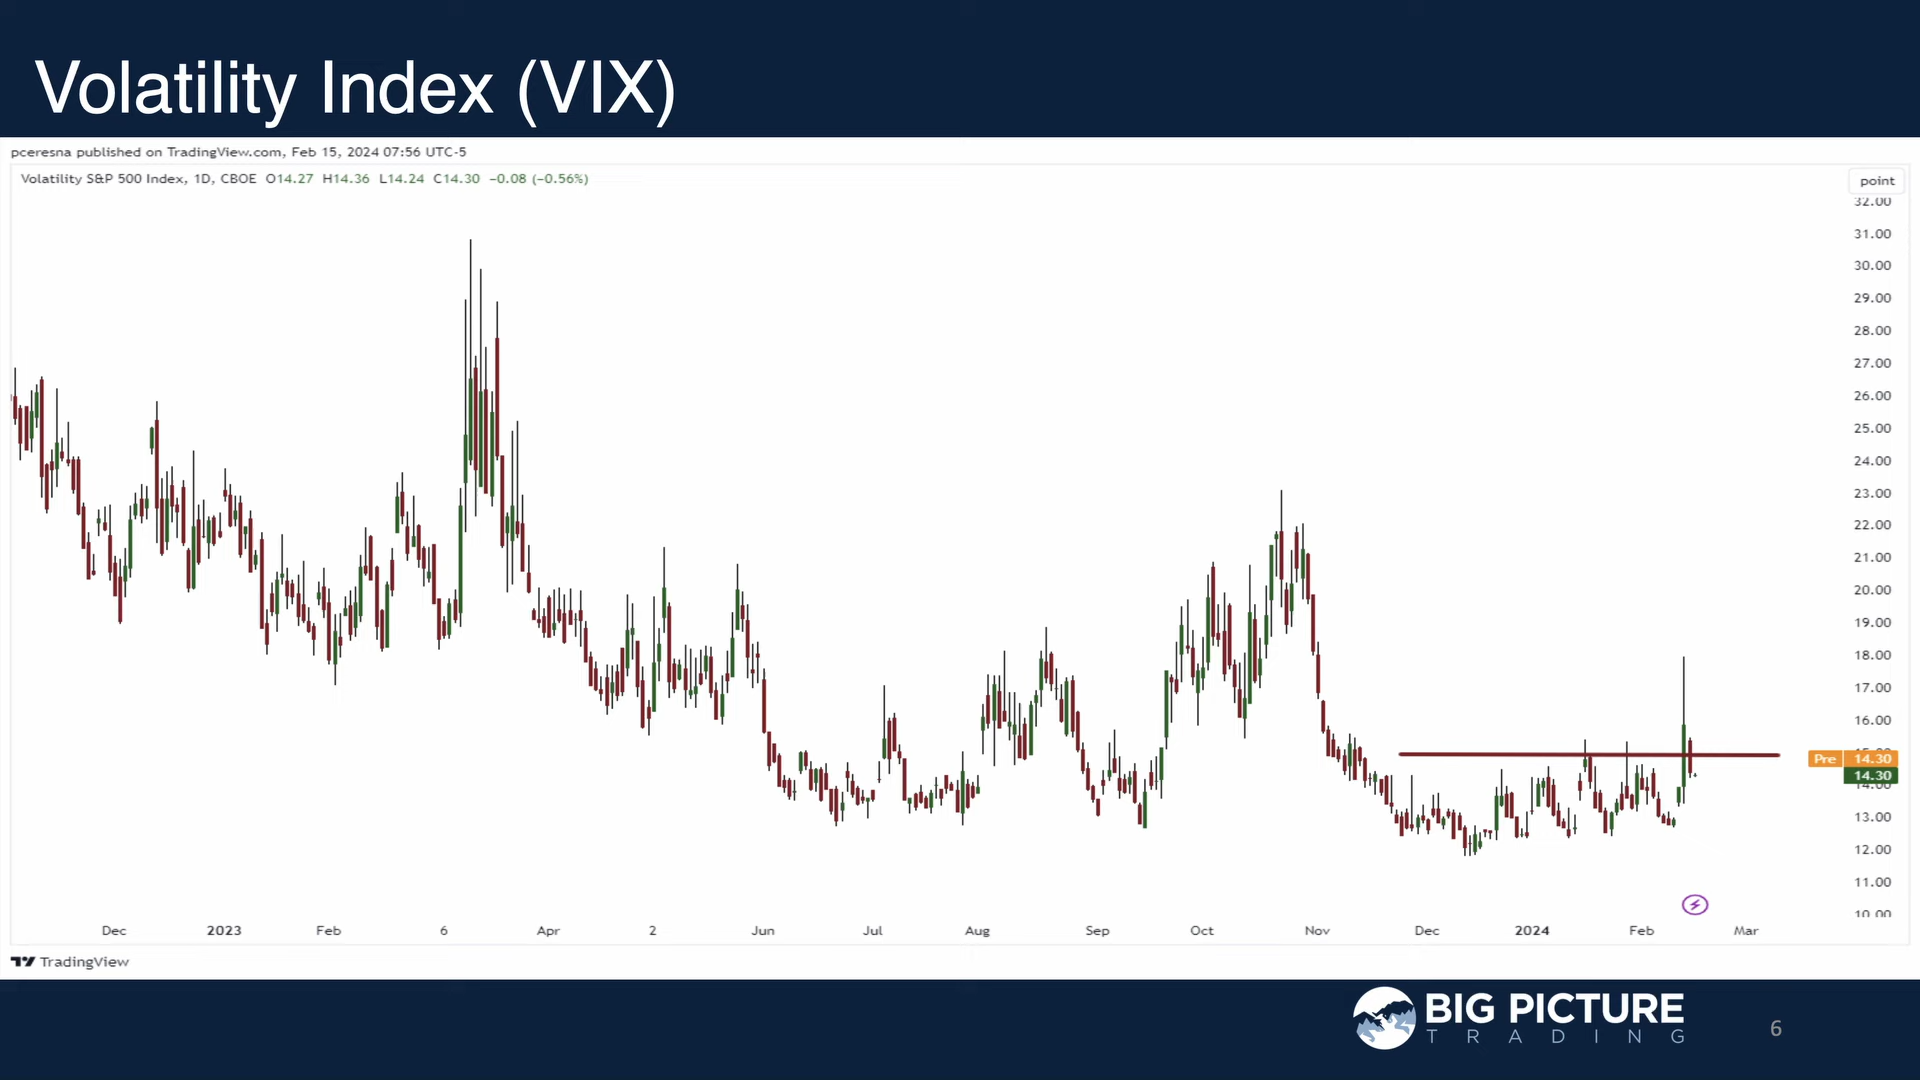 Volatility Index (VIX)
pceresna published on TradingView.com, Feb 15, 2024 07:56 UTC-5
Volatility S&P 500 Index, 1D, CBOE O14.27 H14.36 L14.24 C14.30 −0.08 (−0.56%)
point
32.00
31.00
30.00
29.00
28.00
27.00
26.00
25.00
24.00
23.00
22.00
21.00
20.00
19.00
18.00
17.00
16.00
15.00
Pre 14.30
14.30
14.00
13.00
12.00
11.00
10.00
Dec 2023 Feb 6 Apr 2 Jun Jul Aug Sep Oct Nov Dec 2024 Feb Mar
TradingView
BIG PICTURE
TRADING
6